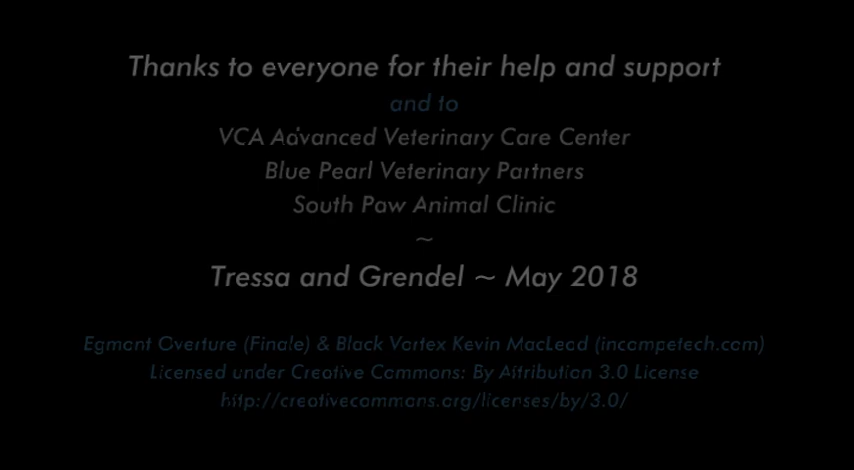 Thanks to everyone for their help and support
and to
VCA Advanced Veterinary Care Center
Blue Pearl Veterinary Partners
South Paw Animal Clinic
~
Tressa and Grendel ~ May 2018
Egmont Overture (Finale) & Black Vortex Kevin MacLeod (incompetech.com)
Licensed under Creative Commons: By Attribution 3.0 License
http://creativecommons.org/licenses/by/3.0/